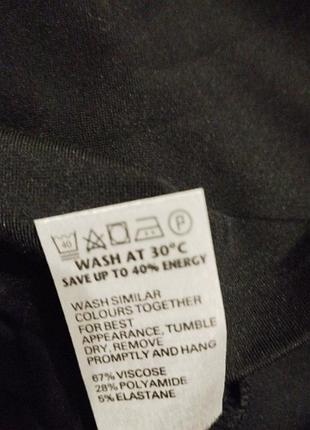 40 P
WASH AT 30°C
SAVE UP TO 40% ENERGY
WASH SIMILAR
COLOURS TOGETHER
FOR BEST
APPEARANCE, TUMBLE
DRY, REMOVE
PROMPTLY AND HANG
67% VISCOSE
28% POLYAMIDE
5% ELASTANE